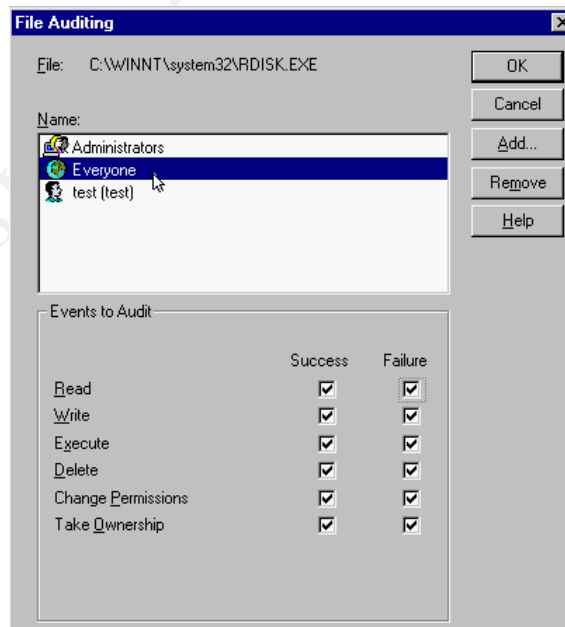 File Auditing
File: C:\WINNT\system32\RDISK.EXE
OK
Cancel
Name:
Add...
Administrators
Everyone
Remove
test (test)
Help
Events to Audit
Success Failure
Read
Write
Execute
Delete
Change Permissions
Take Ownership